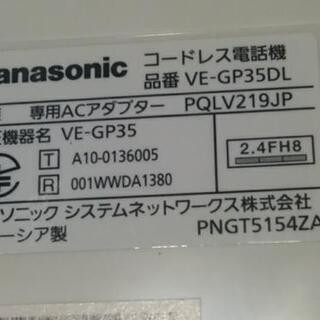 Panasonic コードレス電話機
品番 VE-GP35DL
専用ACアダプター PQLV219JP
機器名 VE-GP35
T A10-0136005
R 001WWDA1380
2.4FH8
ソニック システムネットワークス株式会社
ーシア製
PNGT5154ZA